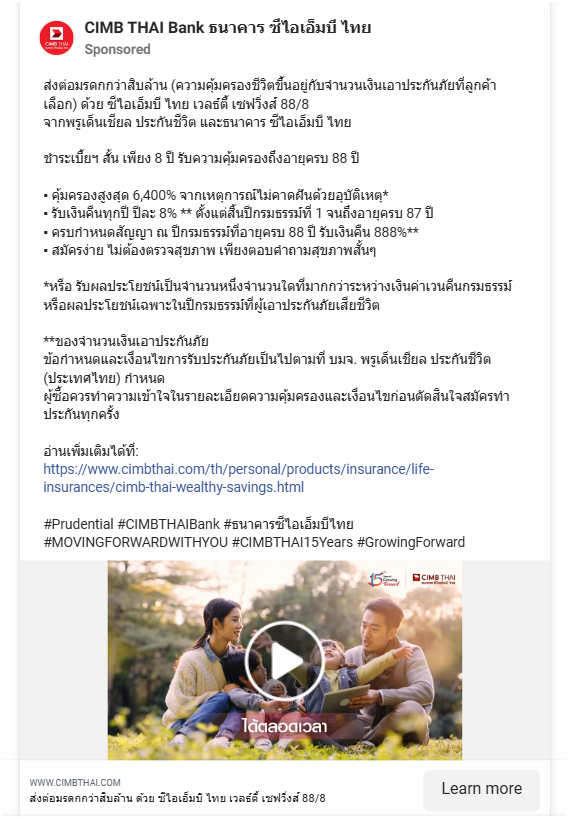 CIMB THAI Bank ธนาคาร ซีไอเอ็มบี ไทย
Sponsored
ส่งต่อมรดกกว่าสิบล้าน (ความคุ้มครองชีวิตขึ้นอยู่กับจำนวนเงินเอาประกันภัยที่ลูกค้า
เลือก) ด้วย ซีไอเอ็มบี ไทย เวลธ์ตี้ เซฟวิ่งส์ 88/8
จากพรูเด็นเชียล ประกันชีวิต และธนาคาร ซีไอเอ็มบี ไทย
ชำระเบี้ยฯ สั้น เพียง 8 ปี รับความคุ้มครองถึงอายุครบ 88 ปี
▪ คุ้มครองสูงสุด 6,400% จากเหตุการณ์ไม่คาดฝันด้วยอุบัติเหตุ*
▪ รับเงินคืนทุกปี ปีละ 8% ** ตั้งแต่สิ้นปีกรมธรรม์ที่ 1 จนถึงอายุครบ 87 ปี
▪ ครบกำหนดสัญญา ณ ปีกรมธรรม์ที่อายุครบ 88 ปี รับเงินคืน 888%**
▪ สมัครง่าย ไม่ต้องตรวจสุขภาพ เพียงตอบคำถามสุขภาพสั้นๆ
*หรือ รับผลประโยชน์เป็นจำนวนหนึ่งจำนวนใดที่มากกว่าระหว่างเงินค่าเวนคืนกรมธรรม์
หรือผลประโยชน์เฉพาะในปีกรมธรรม์ที่ผู้เอาประกันภัยเสียชีวิต
**ของจำนวนเงินเอาประกันภัย
ข้อกำหนดและเงื่อนไขการรับประกันภัยเป็นไปตามที่ บมจ. พรูเด็นเชียล ประกันชีวิต
(ประเทศไทย) กำหนด
ผู้ซื้อควรทำความเข้าใจในรายละเอียดความคุ้มครองและเงื่อนไขก่อนตัดสินใจสมัครทำ
ประกันทุกครั้ง
อ่านเพิ่มเติมได้ที่:
https://www.cimbthai.com/th/personal/products/insurance/life-
insurances/cimb-thai-wealthy-savings.html
#Prudential #CIMBTHAIBank #ธนาคารซีไอเอ็มบีไทย
#MOVINGFORWARDWITHYOU #CIMBTHAI15Years #GrowingForward
CIMB THAI
ได้ตลอดเวลา
WWW.CIMBTHAI.COM
ส่งต่อมรดกกว่าสิบล้าน ด้วย ซีไอเอ็มบี ไทย เวลธ์ตี้ เซฟวิ่งส์ 88/8
Learn more